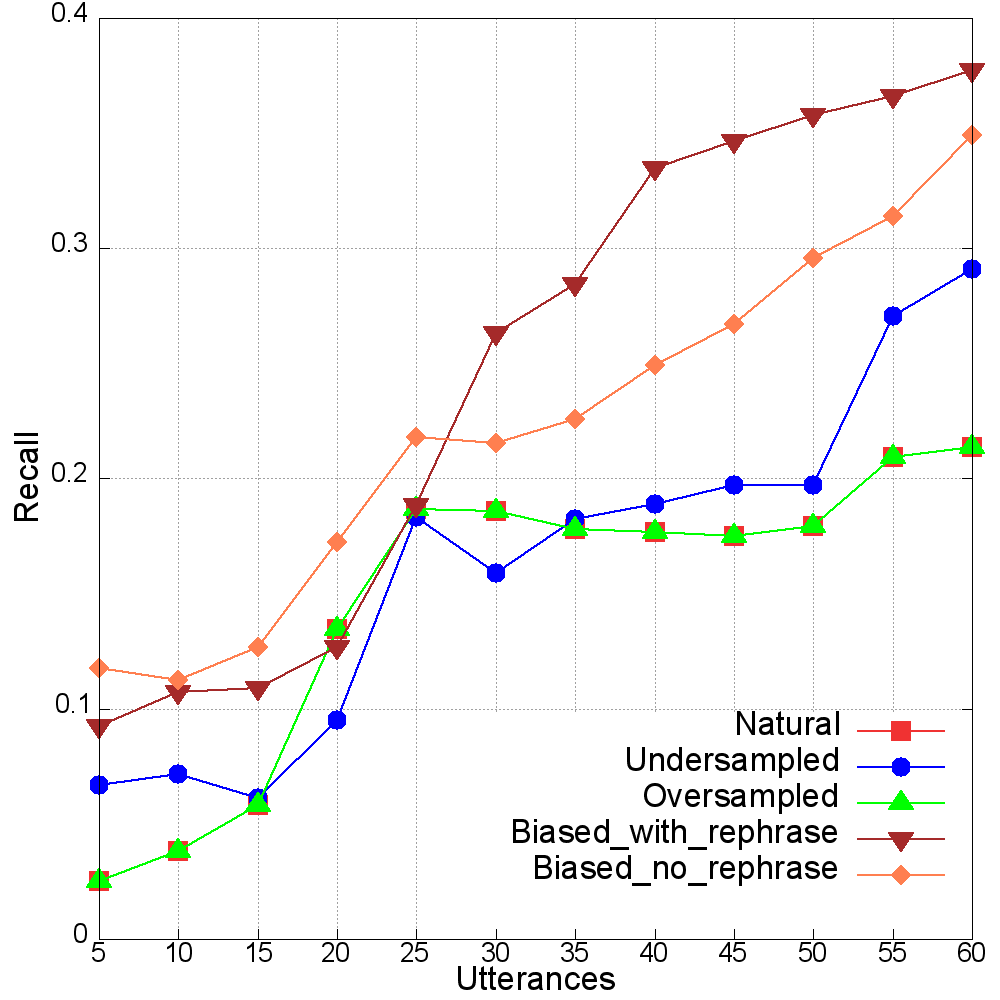 0.4
0.3
0.2
0.1
0
Recall
Natural
Undersampled
Oversampled
Biased_with_rephrase
Biased_no_rephrase
5 10 15 20 25 30 35 40 45 50 55 60
Utterances